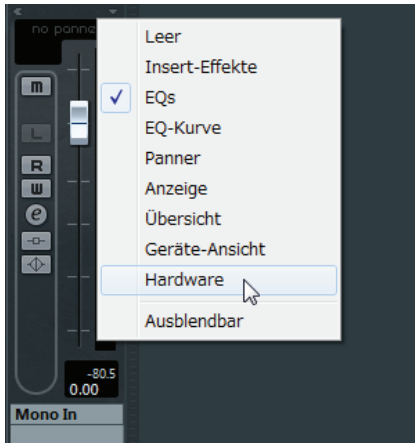 no panne
Leer
Insert-Effekte
EQs
EQ-Kurve
Panner
Anzeige
Übersicht
Geräte-Ansicht
Hardware
Ausblendbar
m
L
R
W
e
-80.5
0.00
Mono In